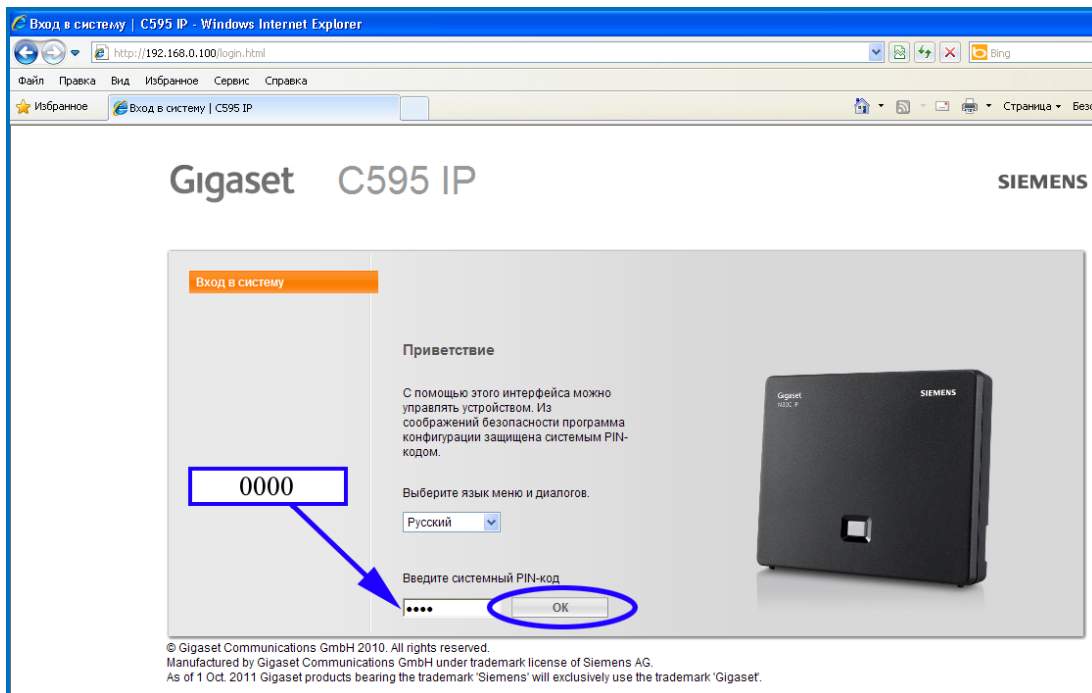 Вход в систему | C595 IP - Windows Internet Explorer
http://192.168.0.100/login.html
Bing
Файл Правка Вид Избранное Сервис Справка
Избранное
Вход в систему | C595 IP
Страница
Gigaset C595 IP
SIEMENS
Вход в систему
Приветствие
С помощью этого интерфейса можно
управлять устройством. Из
соображений безопасности программа
конфигурации защищена системым PIN-
кодом.
Gigaset
SIEMENS
0000
Выберите язык меню и диалогов.
Русский
Введите системный PIN-код
••••
OK
© Gigaset Communications GmbH 2010. All rights reserved.
Manufactured by Gigaset Communications GmbH under trademark license of Siemens AG.
As of 1 Oct. 2011 Gigaset products bearing the trademark 'Siemens' will exclusively use the trademark 'Gigaset'.